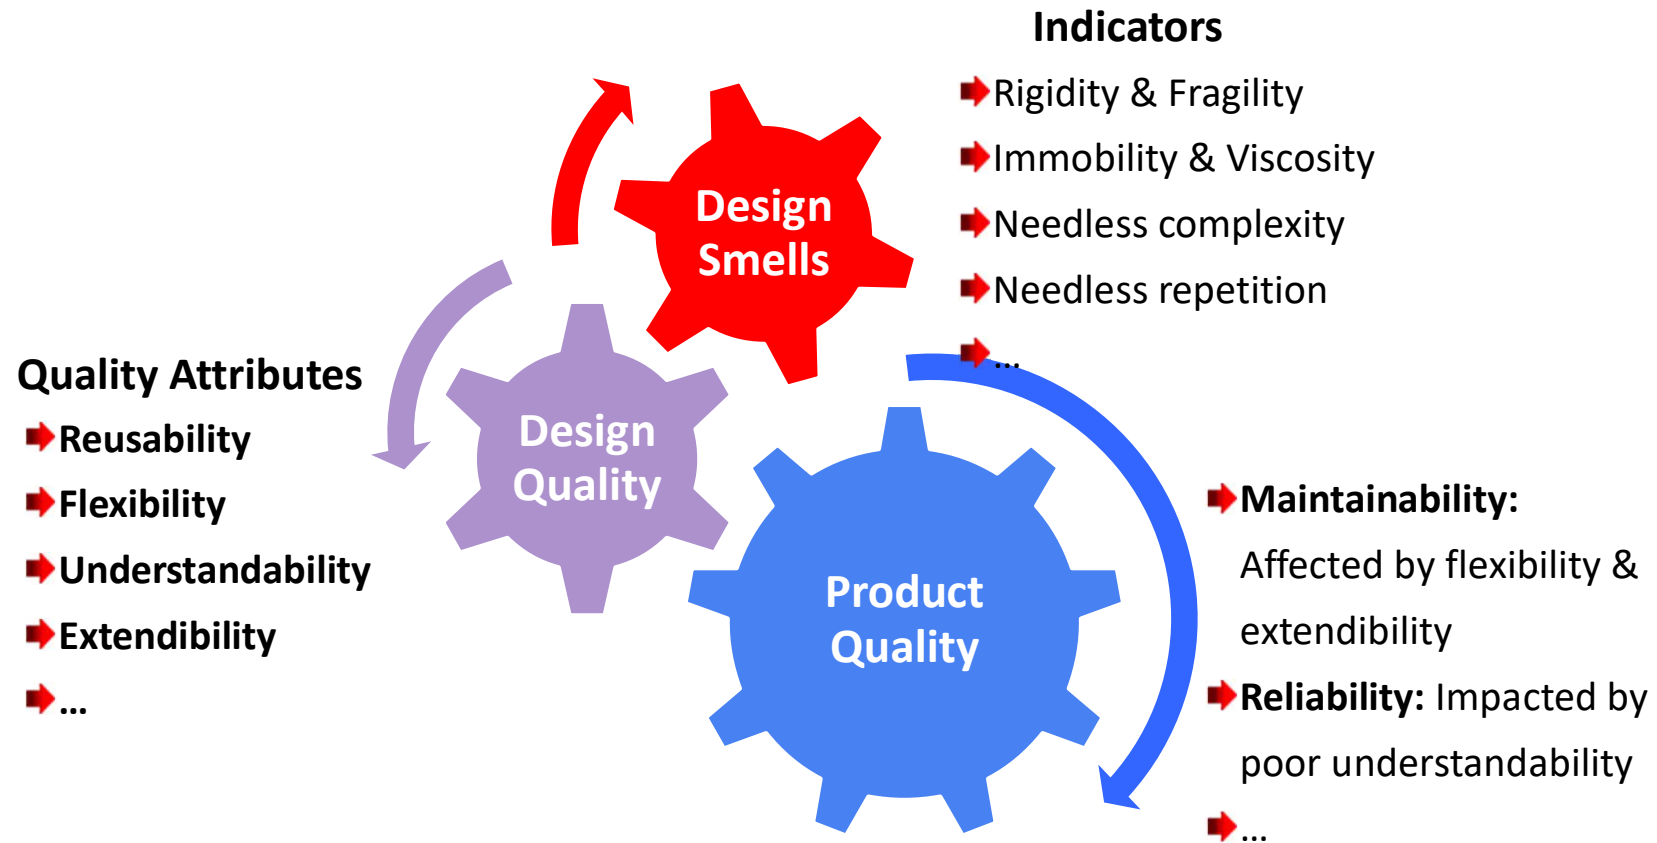 Indicators
Rigidity & Fragility
Immobility & Viscosity
Needless complexity
Needless repetition
...
Design
Smells
Quality Attributes
Reusability
Flexibility
Understandability
Extendibility
...
Design
Quality
Product
Quality
Maintainability:
Affected by flexibility &
extendibility
Reliability: Impacted by
poor understandability
...